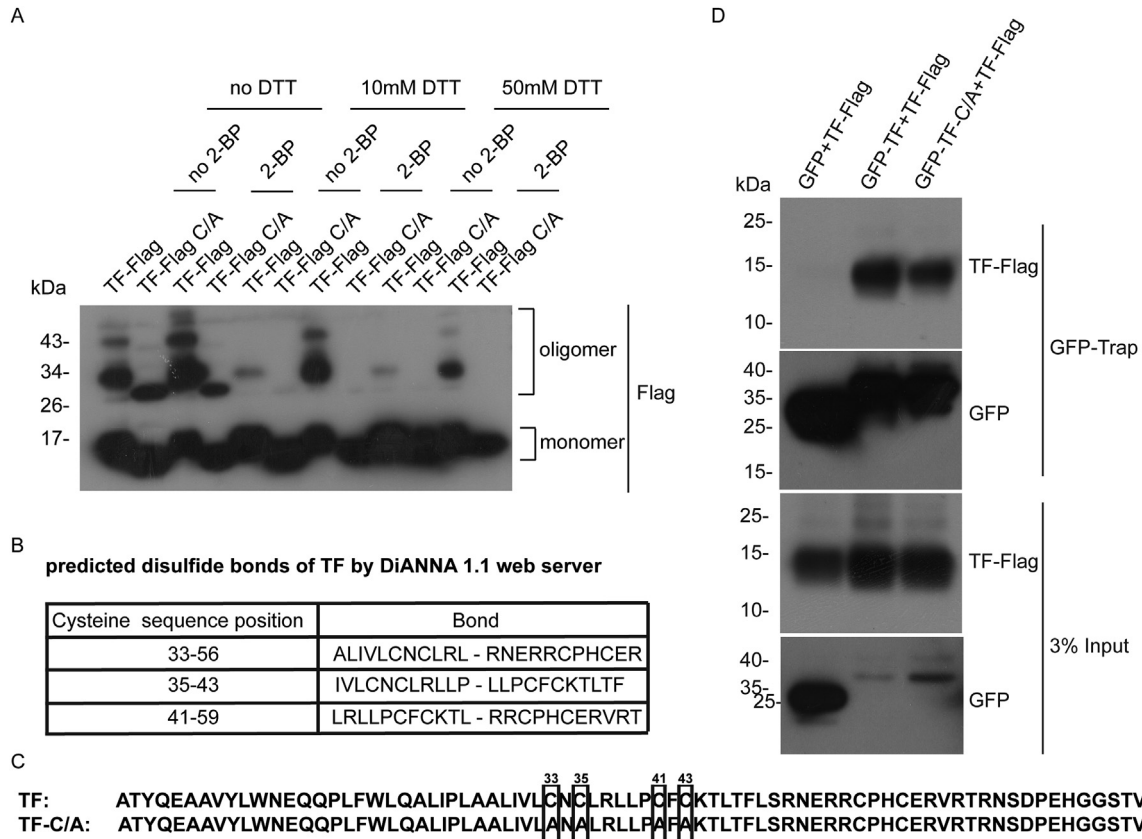 A
no DTT
10mM DTT
50mM DTT
no 2-BP
2-BP
no 2-BP
2-BP
no 2-BP
2-BP
TF-Flag
TF-Flag C/A
TF-Flag
TF-Flag C/A
TF-Flag
TF-Flag C/A
TF-Flag
TF-Flag C/A
TF-Flag
TF-Flag C/A
TF-Flag
TF-Flag C/A
kDa
43-
34-
26-
17-
oligomer
monomer
Flag
B
predicted disulfide bonds of TF by DiANNA 1.1 web server
Cysteine sequence position Bond
33-56 ALIVLCNCLRL - RNERRCPHCER
35-43 IVLCNCLRLLP - LLPCFCKTLTF
41-59 LRLLPCFCKTL - RRCPHCERVRT
C
33 35 41 43
TF: ATYQEAAVYLWNEQQPLFWLQALIPLAALIVLCNCLRLLPCFCKTLTFLSRNERRCPHCERVRTRNSDPEHGGSTV
TF-C/A: ATYQEAAVYLWNEQQPLFWLQALIPLAALIVLANALRLLPAFAKTLTFLSRNERRCPHCERVRTRNSDPEHGGSTV
D
GFP+TF-Flag
GFP-TF+TF-Flag
GFP-TF-C/A+TF-Flag
kDa
25-
15-
10-
TF-Flag
40-
35-
25-
15-
GFP
GFP-Trap
25-
15-
10-
TF-Flag
40-
35-
25-
GFP
3% Input